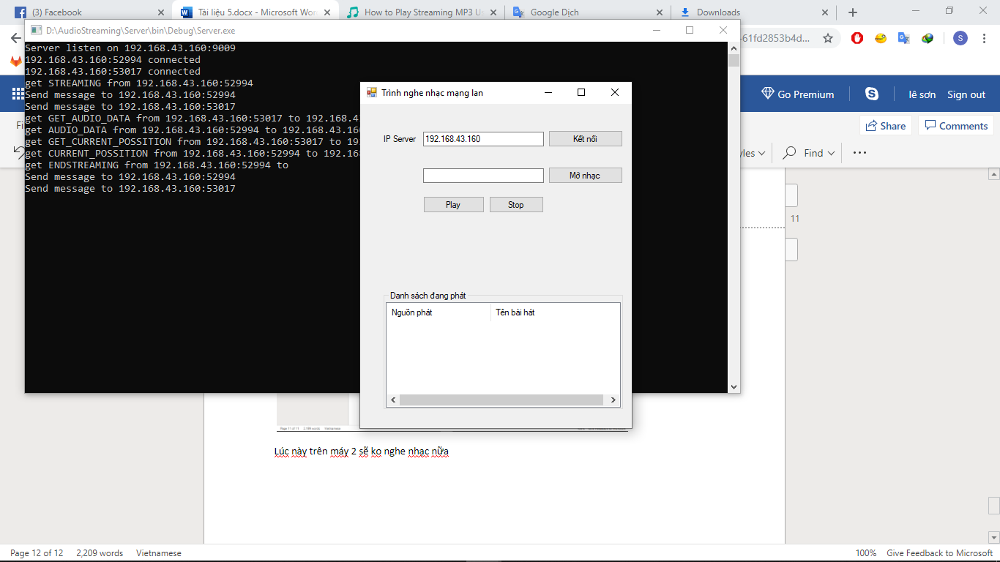 (3) Facebook
Tài liệu 5.docx - Microsoft Wor
How to Play Streaming MP3 U
Google Dịch
Downloads
D:\AudioStreaming\Server\bin\Debug\Server.exe
-61fd2853b4d...
S
Server listen on 192.168.43.160:9009
192.168.43.160:52994 connected
192.168.43.160:53017 connected
get STREAMING from 192.168.43.160:52994
Send message to 192.168.43.160:52994
Send message to 192.168.43.160:53017
get GET_AUDIO_DATA from 192.168.43.160:53017 to 192.168.4
get AUDIO_DATA from 192.168.43.160:52994 to 192.168.43.16
get GET_CURRENT_POSSITION from 192.168.43.160:53017 to 19
get CURRENT_POSSITION from 192.168.43.160:52994 to 192.168
get ENDSTREAMING from 192.168.43.160:52994 to
Send message to 192.168.43.160:52994
Send message to 192.168.43.160:53017
Trình nghe nhạc mạng lan
IP Server 192.168.43.160 Kết nối
Mở nhạc
Play Stop
Danh sách đang phát
Nguồn phát Tên bài hát
Go Premium lê sơn Sign out
Fi
Share Comments
yles Find
11
Lúc này trên máy 2 sẽ ko nghe nhạc nữa
Page 12 of 12 2,209 words Vietnamese 100% Give Feedback to Microsoft